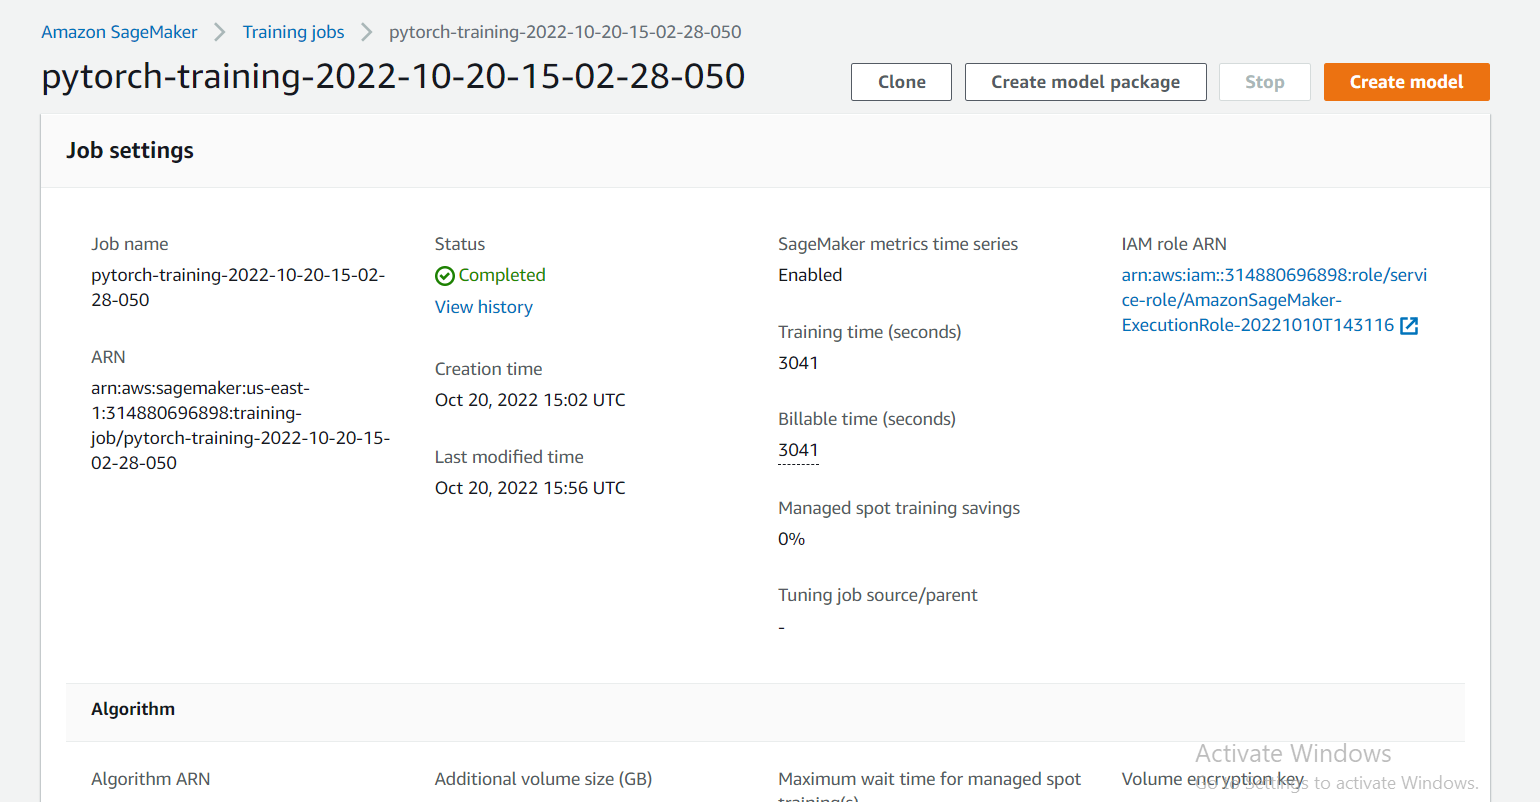 Amazon SageMaker > Training jobs > pytorch-training-2022-10-20-15-02-28-050
pytorch-training-2022-10-20-15-02-28-050
Clone
Create model package
Stop
Create model
Job settings
Job name
pytorch-training-2022-10-20-15-02-
28-050
ARN
arn:aws:sagemaker:us-east-
1:314880696898:training-
job/pytorch-training-2022-10-20-15-
02-28-050
Status
Completed
View history
Creation time
Oct 20, 2022 15:02 UTC
Last modified time
Oct 20, 2022 15:56 UTC
SageMaker metrics time series
Enabled
Training time (seconds)
3041
Billable time (seconds)
3041
Managed spot training savings
0%
Tuning job source/parent
-
IAM role ARN
arn:aws:iam::314880696898:role/servi
ce-role/AmazonSageMaker-
ExecutionRole-20221010T143116
Algorithm
Algorithm ARN
Additional volume size (GB)
Maximum wait time for managed spot
training(s)
Volume encryption key
Activate Windows
Go to Settings to activate Windows.